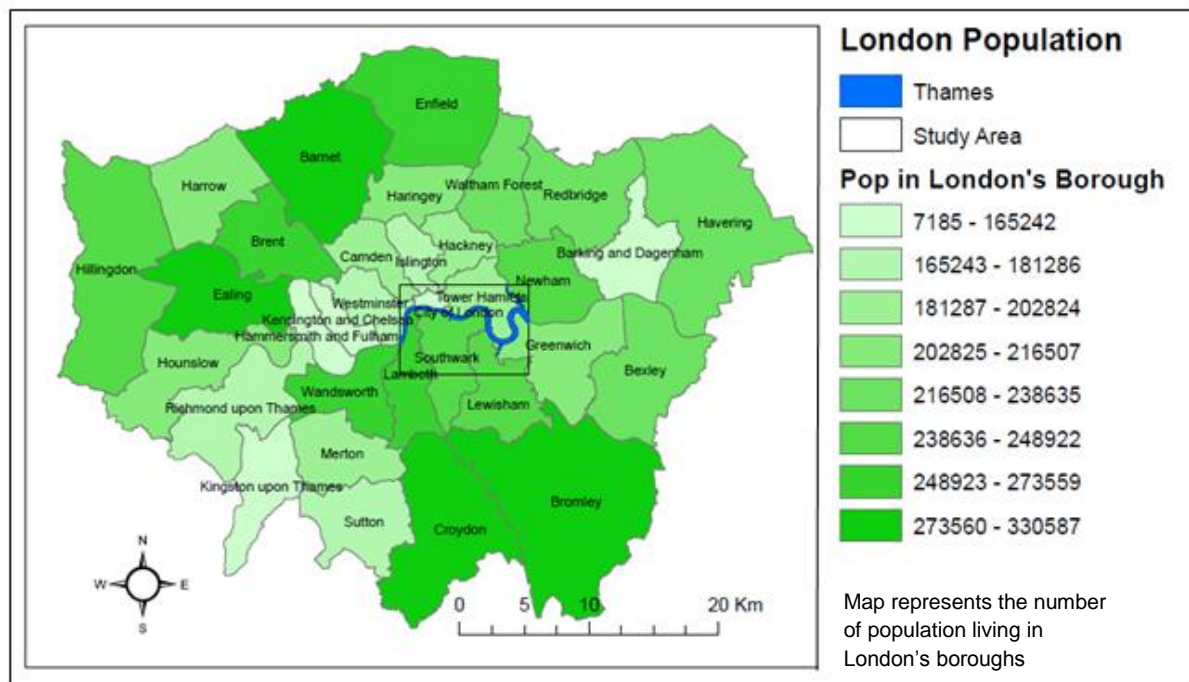 London Population
Thames
Study Area
Pop in London's Borough
7185 - 165242
165243 - 181286
181287 - 202824
202825 - 216507
216508 - 238635
238636 - 248922
248923 - 273559
273560 - 330587
Map represents the number
of population living in
London’s boroughs
Enfield
Barnet
Harrow
Haringey
Waltham Forest
Redbridge
Havering
Brent
Camden
Islington
Hackney
Barking and Dagenham
Hillingdon
Ealing
Newham
Westminster
Tower Hamlets
City of London
Kensington and Chelsea
Hammersmith and Fulham
Hounslow
Southwark
Greenwich
Bexley
Lambeth
Wandsworth
Lewisham
Richmond upon Thames
Merton
Kingston upon Thames
Sutton
Croydon
Bromley
N
W
E
S
0 5 10 20 Km